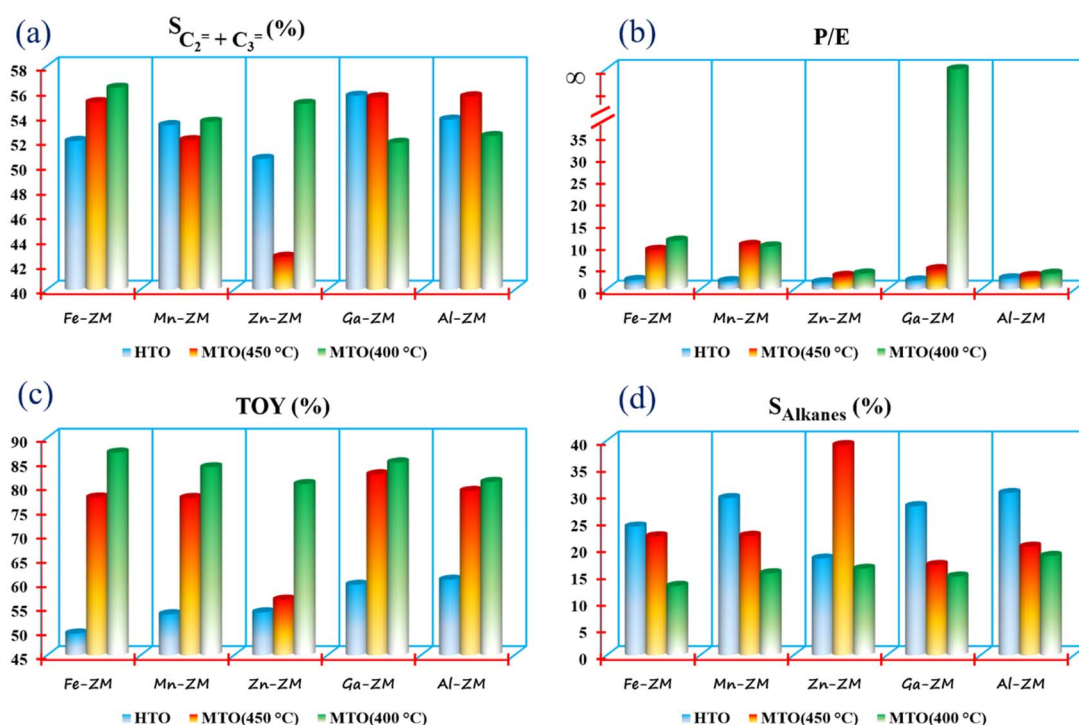 (a)
S C₂⁼ + C₃⁼ (%)
58
56
54
52
50
48
46
44
42
40
Fe-ZM Mn-ZM Zn-ZM Ga-ZM Al-ZM
HTO MTO(450 °C) MTO(400 °C)
(b)
P/E
∞
35
30
25
20
15
10
5
0
Fe-ZM Mn-ZM Zn-ZM Ga-ZM Al-ZM
HTO MTO(450 °C) MTO(400 °C)
(c)
TOY (%)
90
85
80
75
70
65
60
55
50
45
Fe-ZM Mn-ZM Zn-ZM Ga-ZM Al-ZM
HTO MTO(450 °C) MTO(400 °C)
(d)
S Alkanes (%)
40
35
30
25
20
15
10
5
0
Fe-ZM Mn-ZM Zn-ZM Ga-ZM Al-ZM
HTO MTO(450 °C) MTO(400 °C)